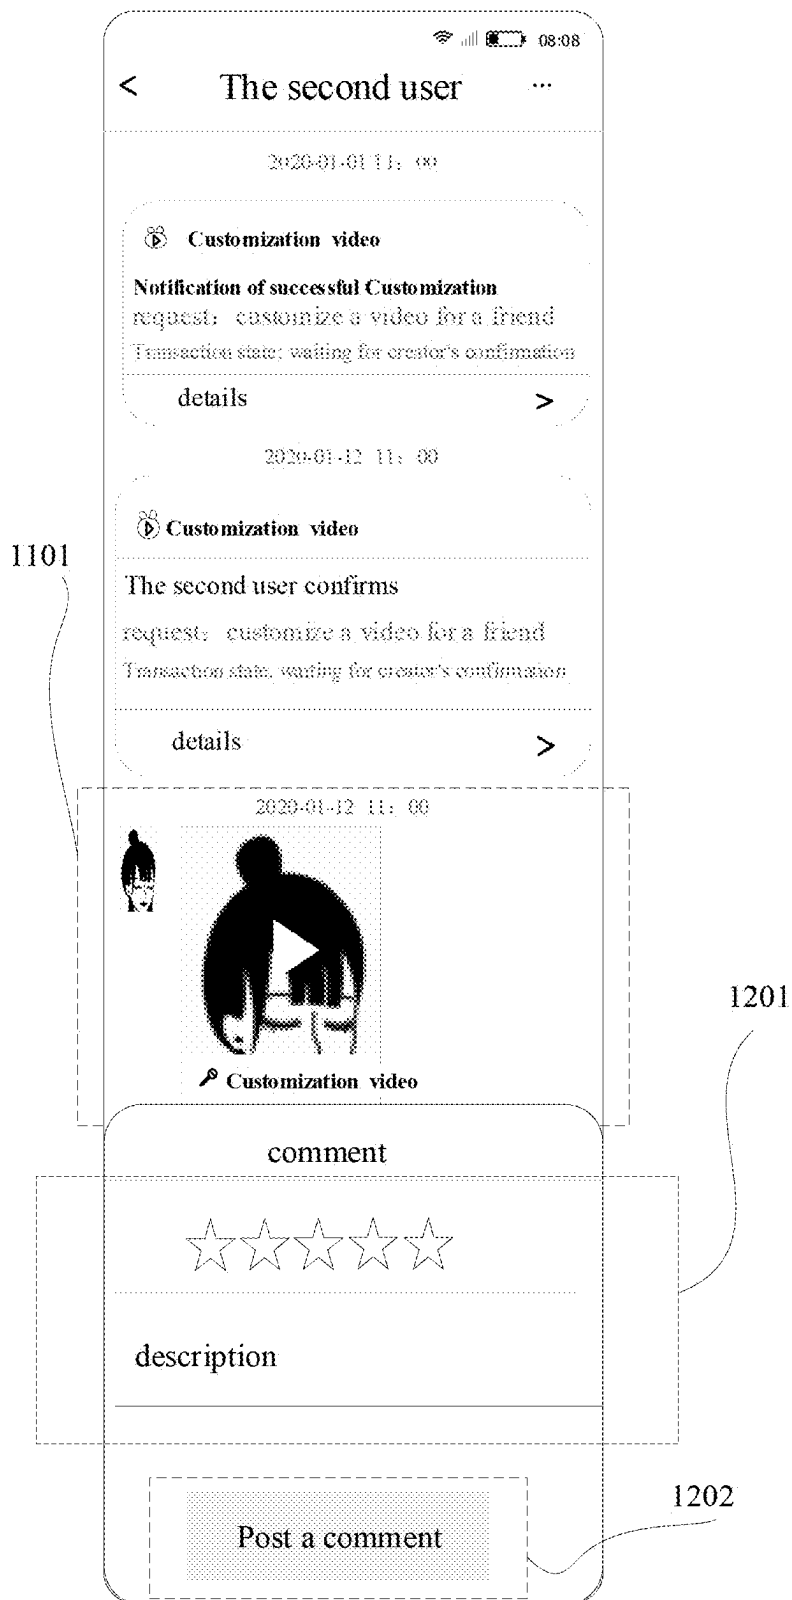 08:08
< The second user ...
2020-01-01 11：00
Customization video
Notification of successful Customization
request：customize a video for a friend
Transaction state: waiting for creator's confirmation
details >
2020-01-12 11：00
Customization video
The second user confirms
request：customize a video for a friend
Transaction state: waiting for creator's confirmation
details >
1101
2020-01-12 11：00
Customization video
1201
comment
description
1202
Post a comment